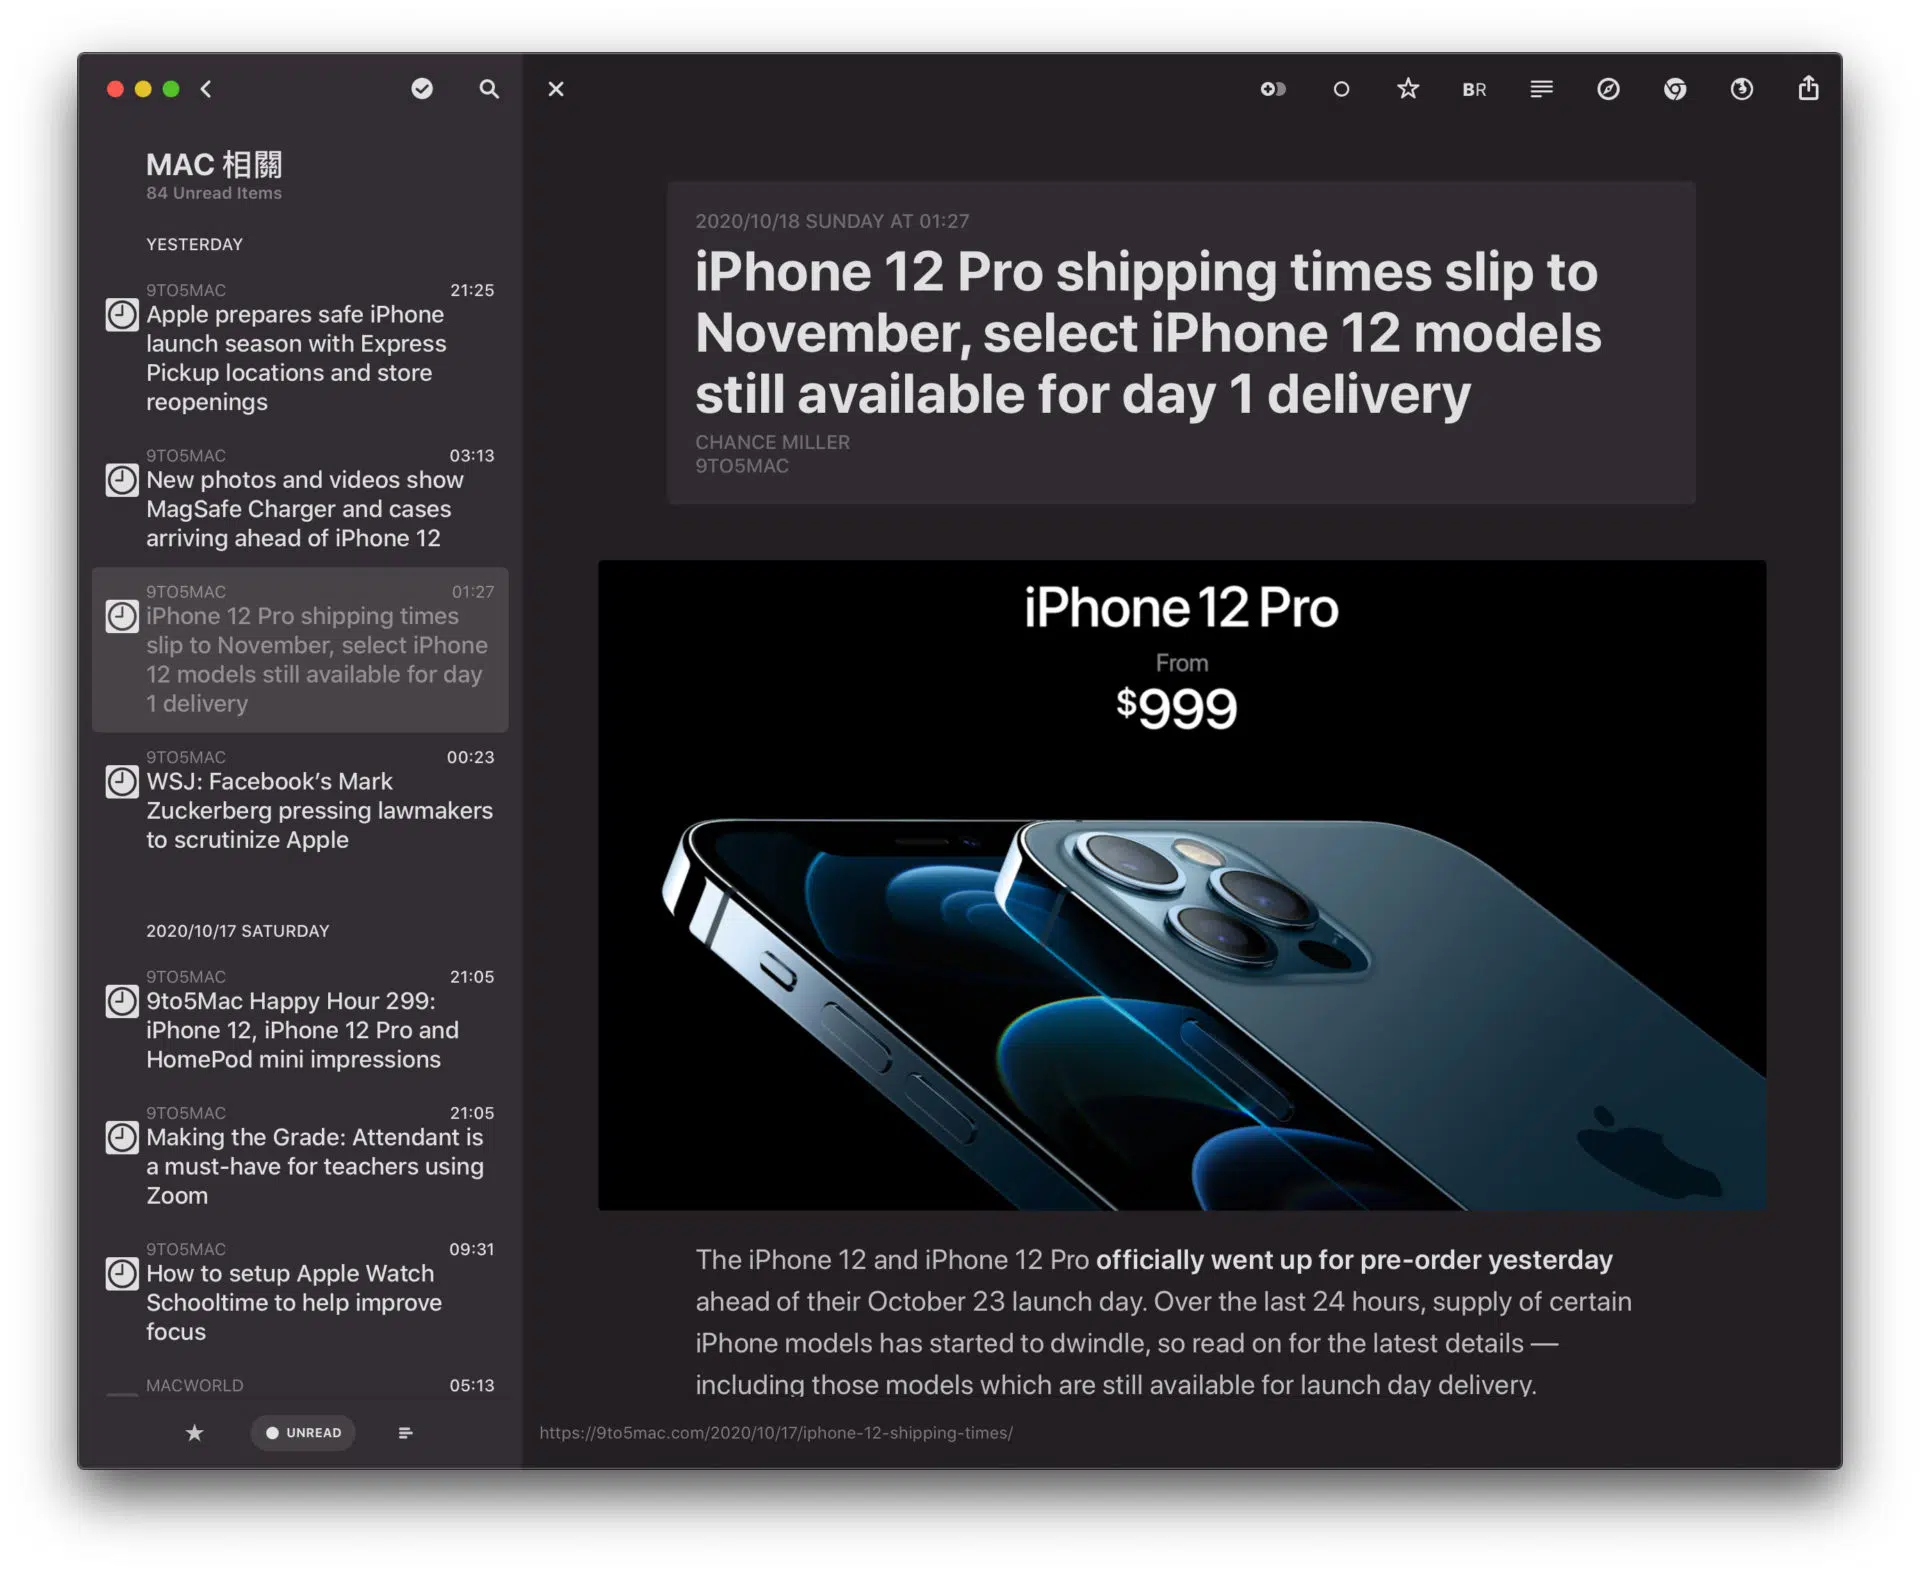 MAC 相關
84 Unread Items
YESTERDAY
9TO5MAC 21:25
Apple prepares safe iPhone
launch season with Express
Pickup locations and store
reopenings
9TO5MAC 03:13
New photos and videos show
MagSafe Charger and cases
arriving ahead of iPhone 12
9TO5MAC 01:27
iPhone 12 Pro shipping times
slip to November, select iPhone
12 models still available for day
1 delivery
9TO5MAC 00:23
WSJ: Facebook’s Mark
Zuckerberg pressing lawmakers
to scrutinize Apple
2020/10/17 SATURDAY
9TO5MAC 21:05
9to5Mac Happy Hour 299:
iPhone 12, iPhone 12 Pro and
HomePod mini impressions
9TO5MAC 21:05
Making the Grade: Attendant is
a must-have for teachers using
Zoom
9TO5MAC 09:31
How to setup Apple Watch
Schooltime to help improve
focus
MACWORLD 05:13
UNREAD
BR
2020/10/18 SUNDAY AT 01:27
iPhone 12 Pro shipping times slip to
November, select iPhone 12 models
still available for day 1 delivery
CHANCE MILLER
9TO5MAC
iPhone 12 Pro
From
$999
The iPhone 12 and iPhone 12 Pro officially went up for pre-order yesterday
ahead of their October 23 launch day. Over the last 24 hours, supply of certain
iPhone models has started to dwindle, so read on for the latest details —
including those models which are still available for launch day delivery.
https://9to5mac.com/2020/10/17/iphone-12-shipping-times/